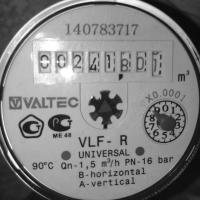 140783717
00241801
m³
VALTEC
X0.0001
ME 48
VLF- R
UNIVERSAL
90°C Qn-1,5 m³/h PN-16 bar
B-horizontal
A-vertical